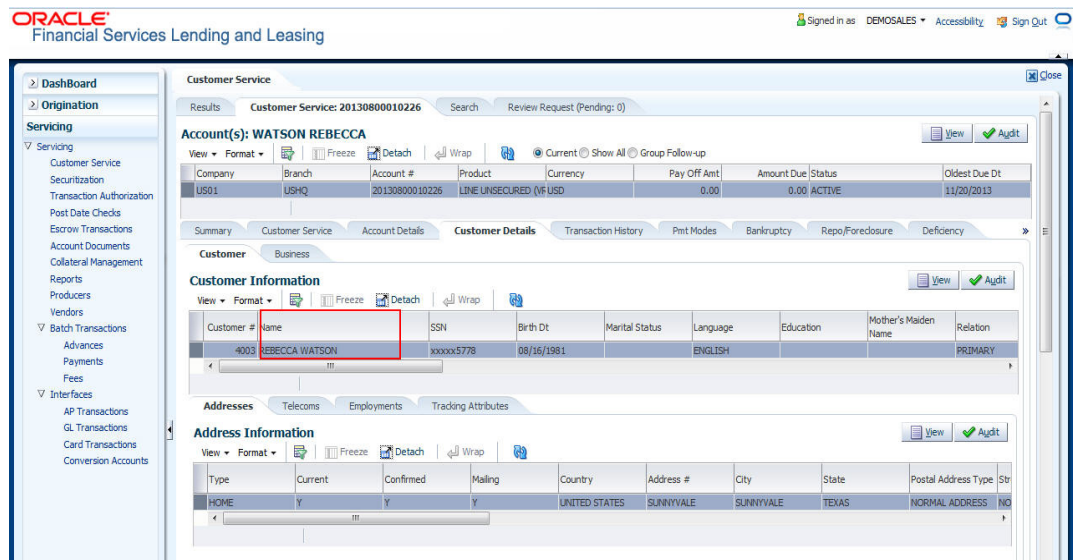 ORACLE
Financial Services Lending and Leasing
Signed in as DEMOSALES Accessibility Sign Out
Close
DashBoard
Origination
Servicing
Servicing
Customer Service
Securitization
Transaction Authorization
Post Date Checks
Escrow Transactions
Account Documents
Collateral Management
Reports
Producers
Vendors
Batch Transactions
Advances
Payments
Fees
Interfaces
AP Transactions
GL Transactions
Card Transactions
Conversion Accounts
Customer Service
Results Customer Service: 20130800010226 Search Review Request (Pending: 0)
Account(s): WATSON REBECCA
View Audit
View Format Freeze Detach Wrap Current Show All Group Follow-up
Company Branch Account # Product Currency Pay Off Amt Amount Due Status Oldest Due Dt
US01 USHQ 20130800010226 LINE UNSECURED (VF USD 0.00 0.00 ACTIVE 11/20/2013
Summary Customer Service Account Details Customer Details Transaction History Pmt Modes Bankruptcy Repo/Foreclosure Deficiency »
Customer Business
Customer Information
View Audit
View Format Freeze Detach Wrap
Customer # Name SSN Birth Dt Marital Status Language Education Mother's Maiden Name Relation
4003 REBECCA WATSON xxxxx5778 08/16/1981 ENGLISH PRIMARY
Addresses Telecoms Employments Tracking Attributes
Address Information
View Audit
View Format Freeze Detach Wrap
Type Current Confirmed Mailing Country Address # City State Postal Address Type Str
HOME Y Y Y UNITED STATES SUNNYVALE SUNNYVALE TEXAS NORMAL ADDRESS NO